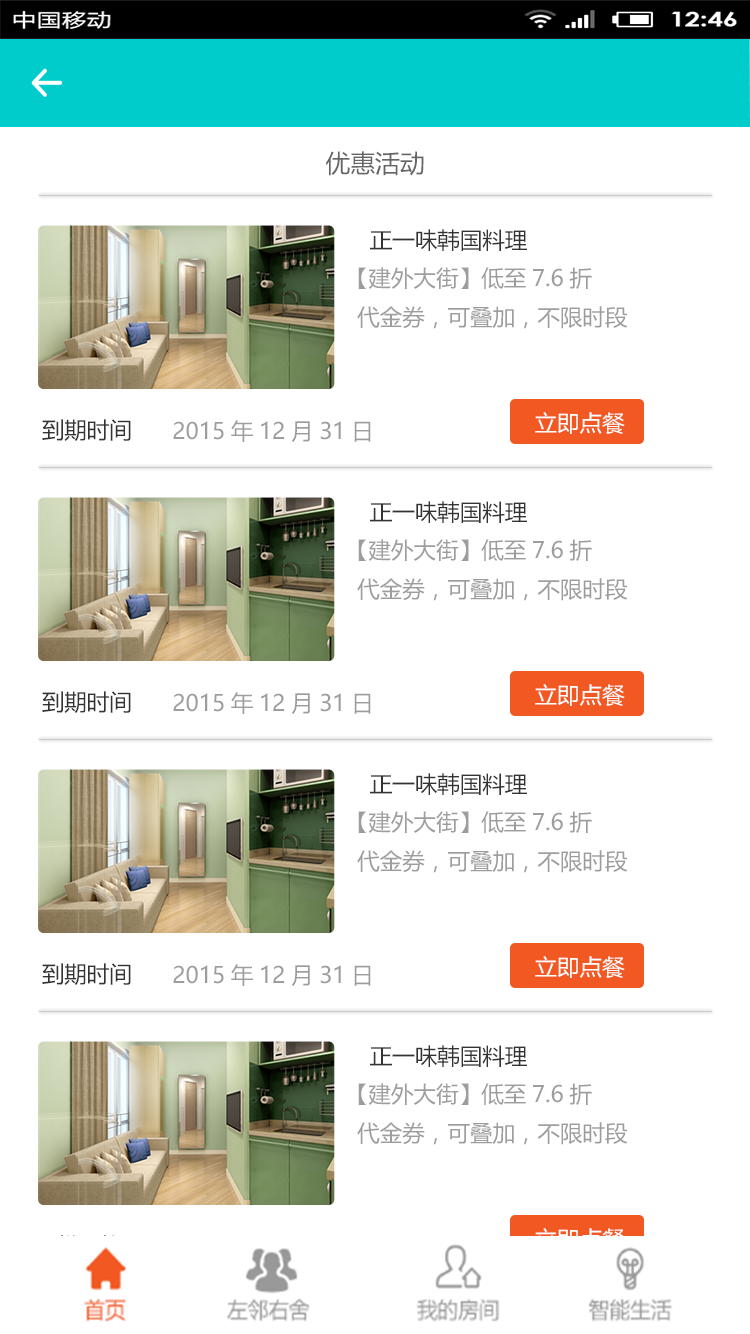 中国移动 12:46
优惠活动
正一味韩国料理
【建外大街】低至 7.6 折
代金券，可叠加，不限时段
到期时间 2015 年 12 月 31 日 立即点餐
正一味韩国料理
【建外大街】低至 7.6 折
代金券，可叠加，不限时段
到期时间 2015 年 12 月 31 日 立即点餐
正一味韩国料理
【建外大街】低至 7.6 折
代金券，可叠加，不限时段
到期时间 2015 年 12 月 31 日 立即点餐
正一味韩国料理
【建外大街】低至 7.6 折
代金券，可叠加，不限时段
立即点餐
首页 左邻右舍 我的房间 智能生活